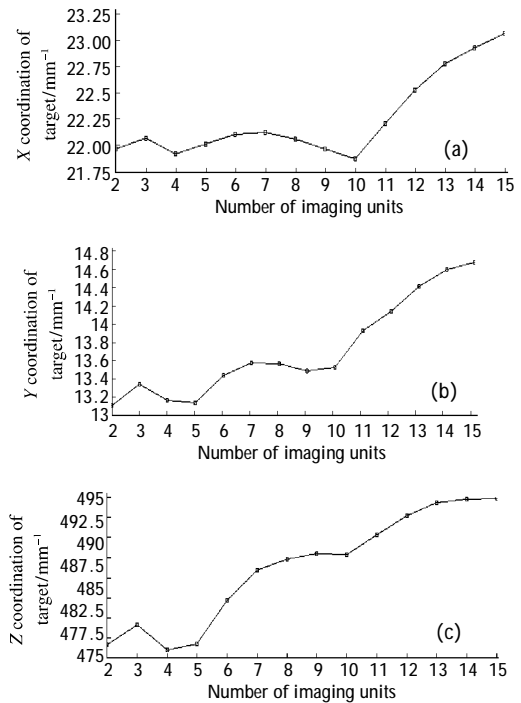 X coordination of
target/mm⁻¹
23.25
23.00
22.75
22.5
22.25
22.00
21.75
2 3 4 5 6 7 8 9 10 11 12 13 14 15
Number of imaging units
(a)
Y coordination of
target/mm⁻¹
14.8
14.6
14.4
14
13.6
13.2
13.4
13
2 3 4 5 6 7 8 9 10 11 12 13 14 15
Number of imaging units
(b)
Z coordination of
target/mm⁻¹
495
492.5
490
487.5
485
482.5
477.5
475
2 3 4 5 6 7 8 9 10 11 12 13 14 15
Number of imaging units
(c)